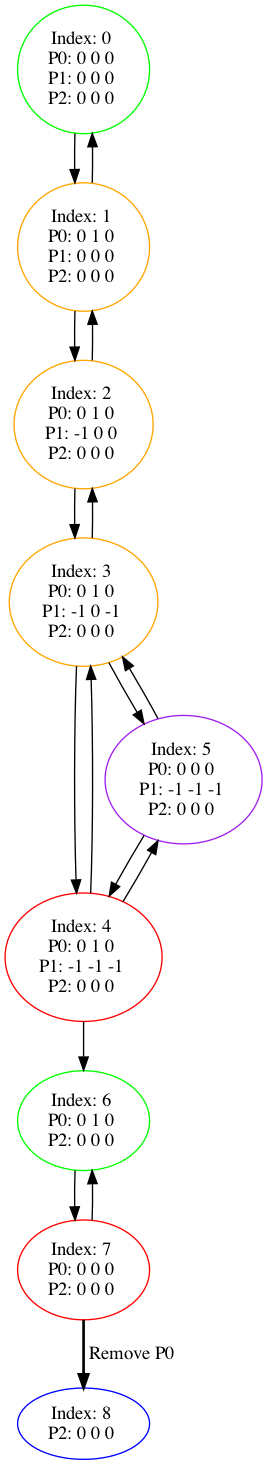 Index: 0
P0: 0 0 0
P1: 0 0 0
P2: 0 0 0
Index: 1
P0: 0 1 0
P1: 0 0 0
P2: 0 0 0
Index: 2
P0: 0 1 0
P1: -1 0 0
P2: 0 0 0
Index: 3
P0: 0 1 0
P1: -1 0 -1
P2: 0 0 0
Index: 5
P0: 0 0 0
P1: -1 -1 -1
P2: 0 0 0
Index: 4
P0: 0 1 0
P1: -1 -1 -1
P2: 0 0 0
Index: 6
P0: 0 1 0
P2: 0 0 0
Index: 7
P0: 0 0 0
P2: 0 0 0
Remove P0
Index: 8
P2: 0 0 0